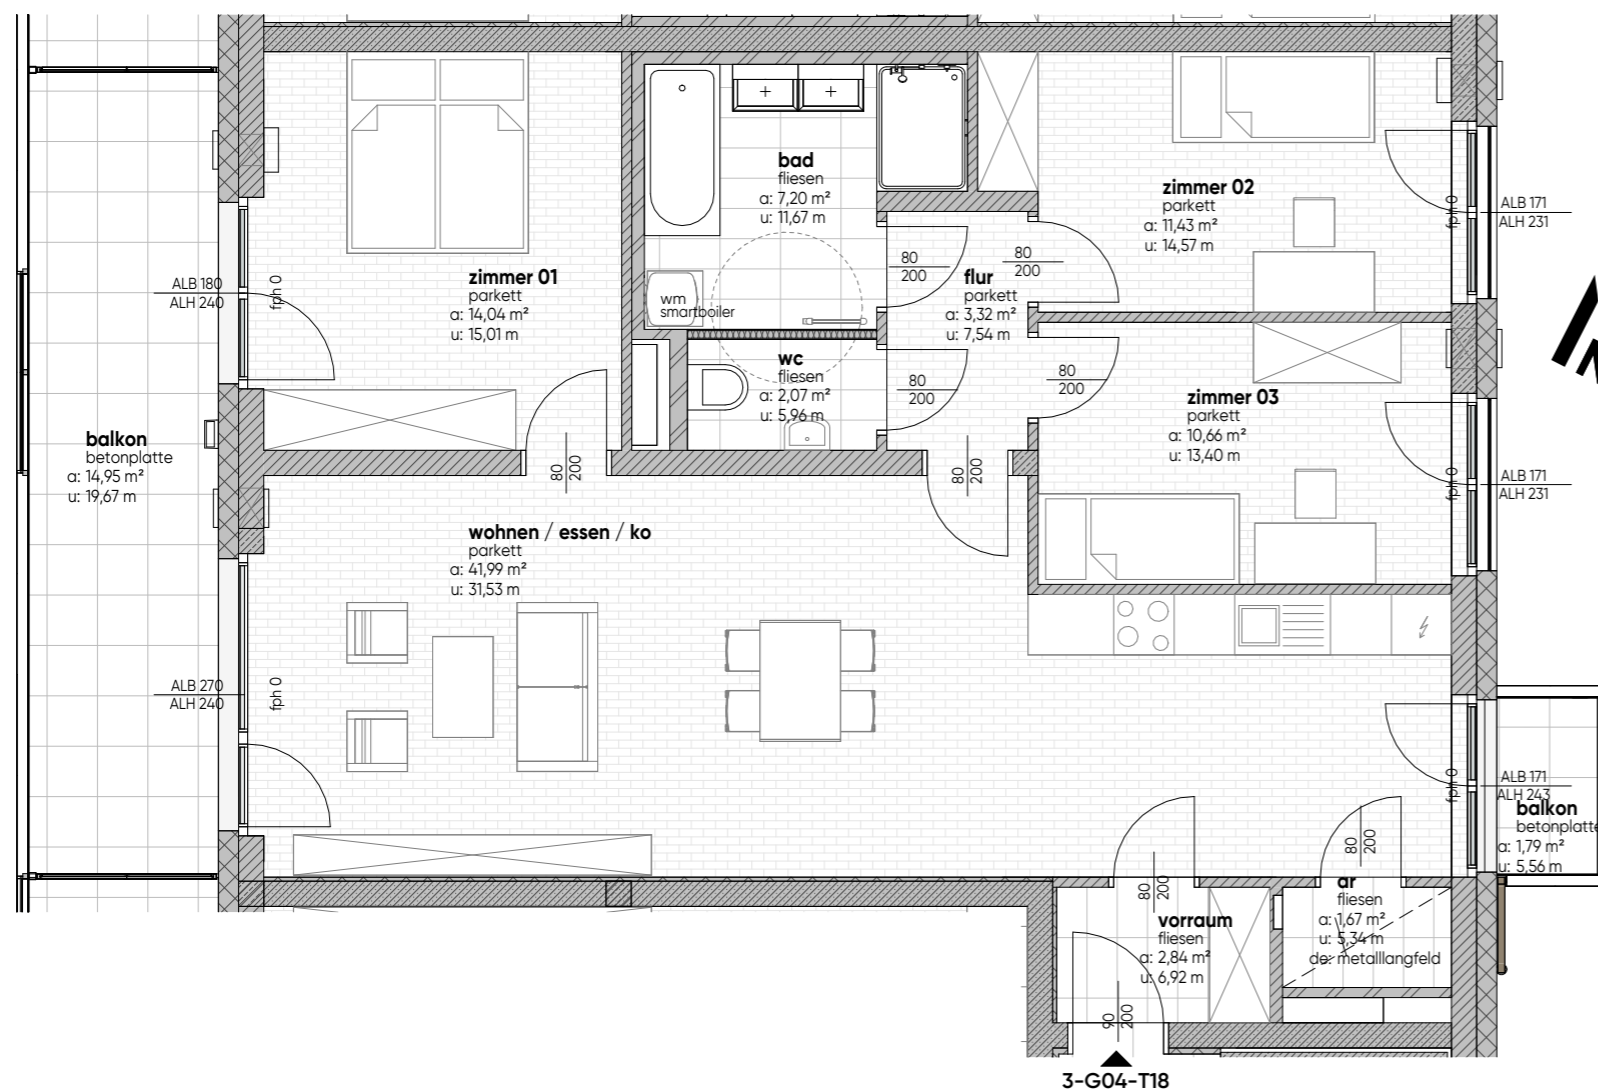 bad
fliesen
a: 7,20 m²
u: 11,67 m
zimmer 02
parkett
a: 11,43 m²
u: 14,57 m
fph 0
ALB 171
ALH 231
80
200
80
200
zimmer 01
parkett
a: 14,04 m²
u: 15,01 m
ALB 180
ALH 240
fph 0
wm
smartboiler
flur
parkett
a: 3,32 m²
u: 7,54 m
N
wc
fliesen
a: 2,07 m²
u: 5,96 m
80
200
80
200
zimmer 03
parkett
a: 10,66 m²
u: 13,40 m
fph 0
ALB 171
ALH 231
balkon
betonplatte
a: 14,95 m²
u: 19,67 m
80
200
80
200
wohnen / essen / ko
parkett
a: 41,99 m²
u: 31,53 m
ALB 270
ALH 240
fph 0
fph 0
ALB 171
ALH 243
balkon
betonplatte
a: 1,79 m²
u: 5,56 m
80
200
80
200
vorraum
fliesen
a: 2,84 m²
u: 6,92 m
ar
fliesen
a: 1,67 m²
u: 5,34 m
de: metalllangfeld
90
200
3-G04-T18